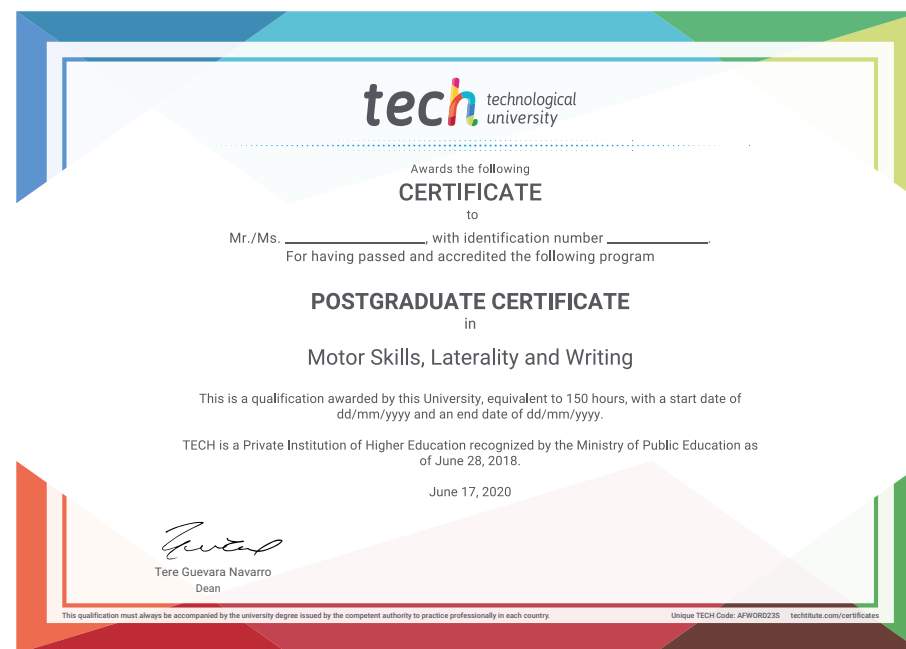 tech technological
university
Awards the following
CERTIFICATE
to
Mr./Ms. ____________________, with identification number ______________.
For having passed and accredited the following program
POSTGRADUATE CERTIFICATE
in
Motor Skills, Laterality and Writing
This is a qualification awarded by this University, equivalent to 150 hours, with a start date of
dd/mm/yyyy and an end date of dd/mm/yyyy.
TECH is a Private Institution of Higher Education recognized by the Ministry of Public Education as
of June 28, 2018.
June 17, 2020
Tere Guevara Navarro
Dean
This qualification must always be accompanied by the university degree issued by the competent authority to practice professionally in each country. Unique TECH Code: AFWORD23S techtitute.com/certificates